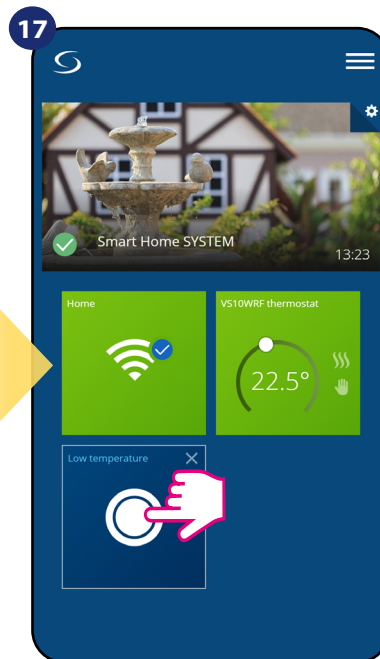 17
Smart Home SYSTEM
13:23
Home
VS10WRF thermostat
22.5°
Low temperature